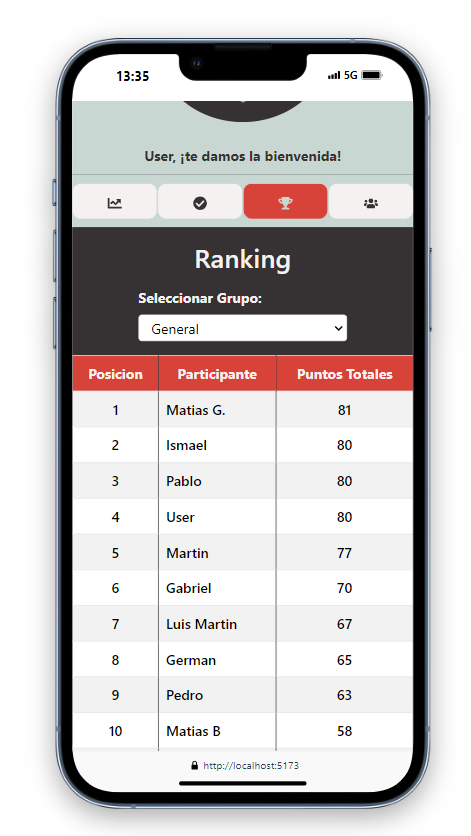 13:35 5G
User, ¡te damos la bienvenida!
Ranking
Seleccionar Grupo:
General
Posicion Participante Puntos Totales
1 Matias G. 81
2 Ismael 80
3 Pablo 80
4 User 80
5 Martin 77
6 Gabriel 70
7 Luis Martin 67
8 German 65
9 Pedro 63
10 Matias B 58
http://localhost:5173